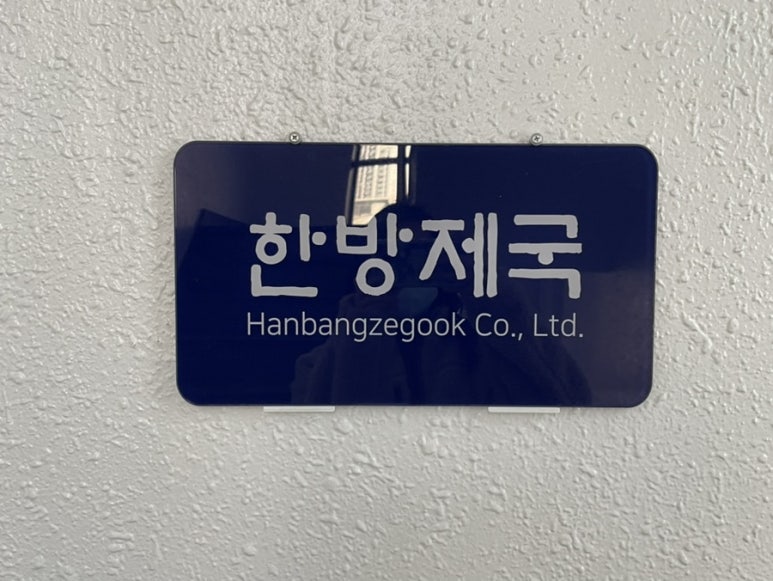 한방제국
Hanbangzegook Co., Ltd.